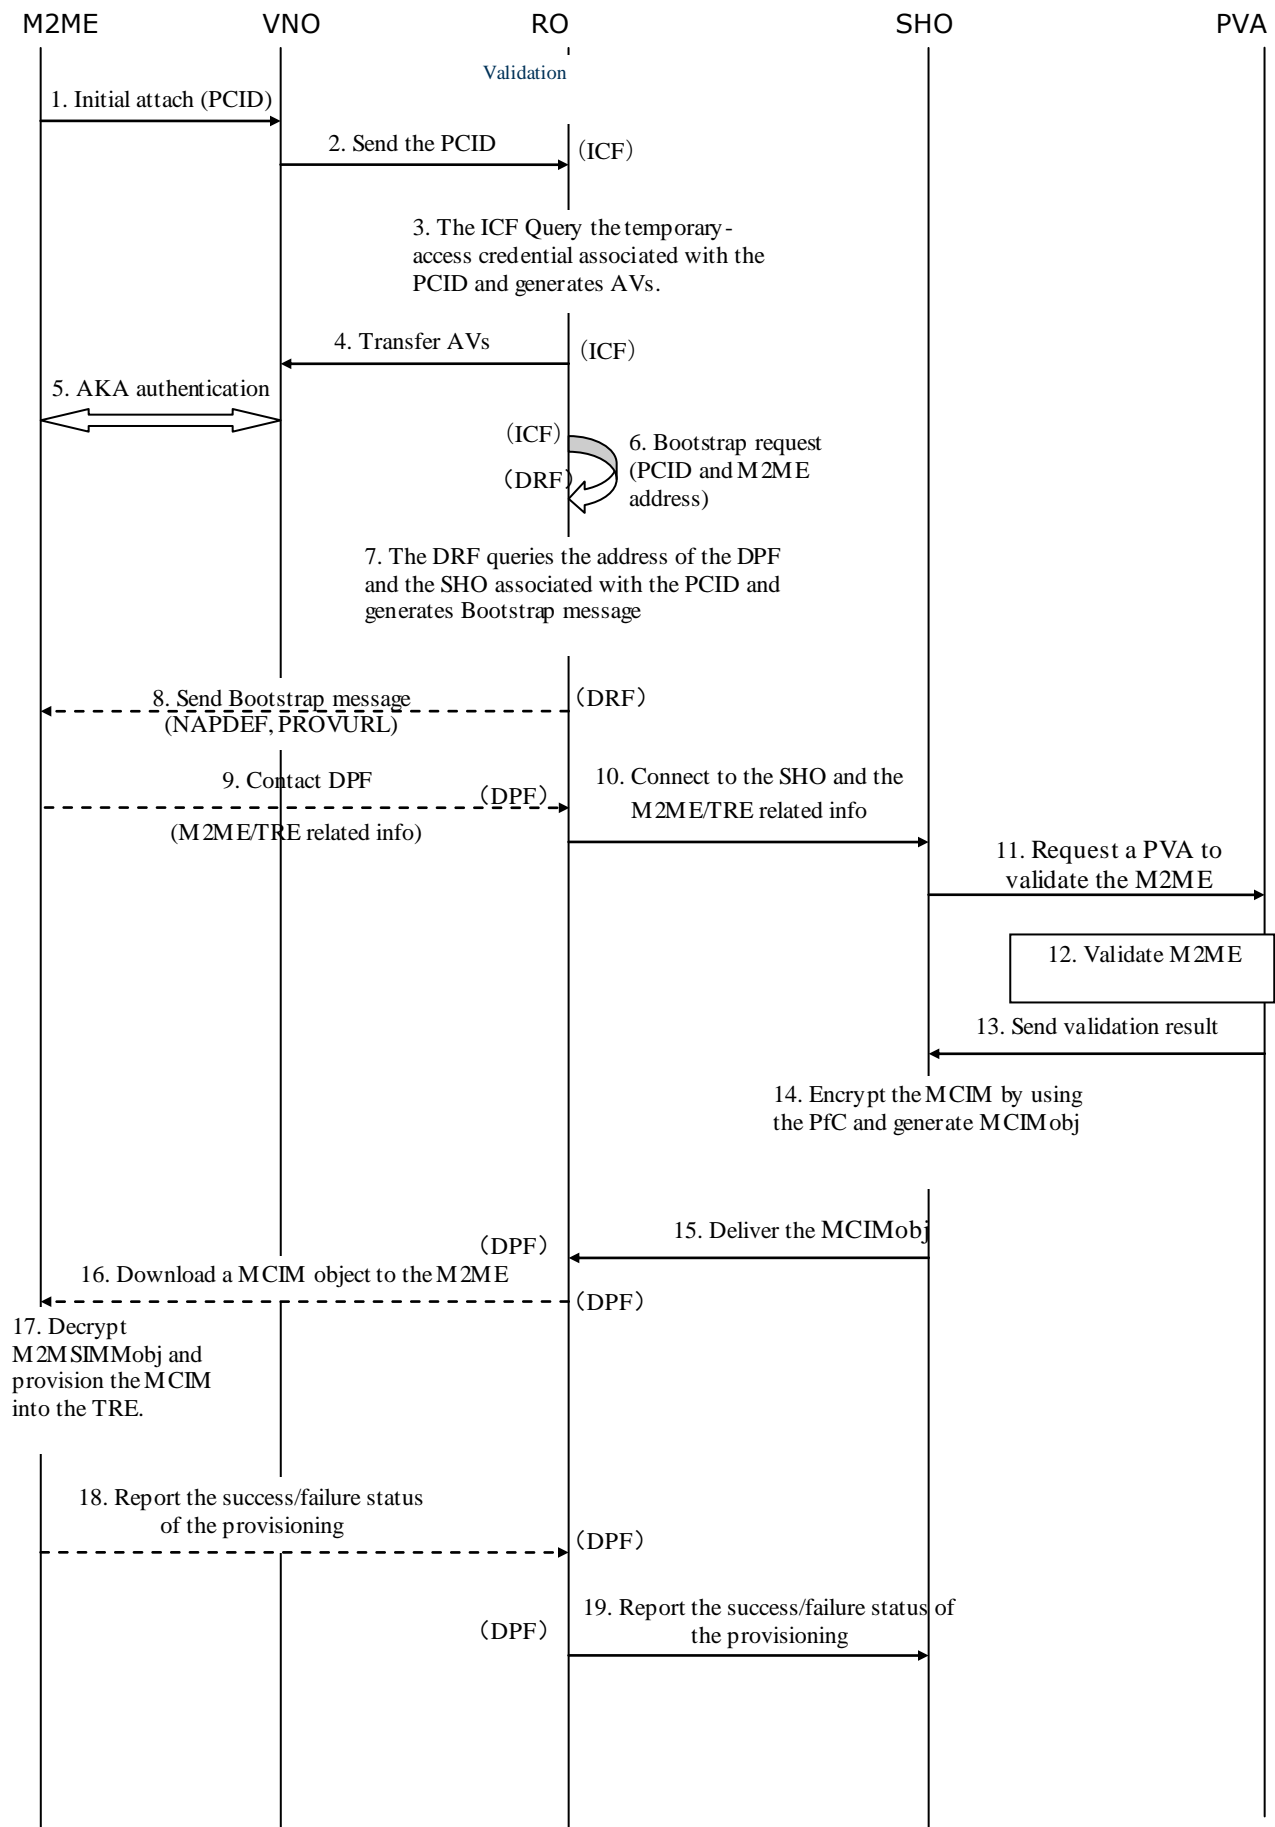 M2ME VNO RO SHO PVA
Validation
1. Initial attach (PCID)
2. Send the PCID
(ICF)
3. The ICF Query the temporary-
access credential associated with the
PCID and generates AVs.
4. Transfer AVs
(ICF)
5. AKA authentication
(ICF)
6. Bootstrap request
(PCID and M2ME
address)
(DRF)
7. The DRF queries the address of the DPF
and the SHO associated with the PCID and
generates Bootstrap message
8. Send Bootstrap message
(NAPDEF, PROVURL)
(DRF)
9. Contact DPF
(M2ME/TRE related info)
(DPF)
10. Connect to the SHO and the
M2ME/TRE related info
11. Request a PVA to
validate the M2ME
12. Validate M2ME
13. Send validation result
14. Encrypt the MCIM by using
the PfC and generate MCIMobj
15. Deliver the MCIMobj
(DPF)
16. Download a MCIM object to the M2ME
(DPF)
17. Decrypt
M2MSIMMobj and
provision the MCIM
into the TRE.
18. Report the success/failure status
of the provisioning
(DPF)
19. Report the success/failure status of
the provisioning
(DPF)